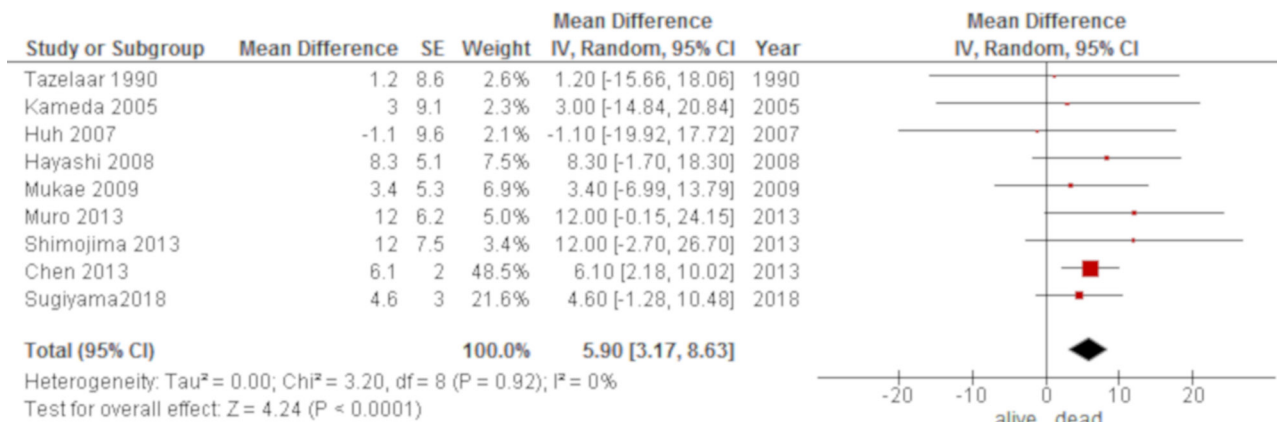 Mean Difference Mean Difference
Study or Subgroup Mean Difference SE Weight IV, Random, 95% CI Year IV, Random, 95% CI
Tazelaar 1990 1.2 8.6 2.6% 1.20 [-15.66, 18.06] 1990
Kameda 2005 3 9.1 2.3% 3.00 [-14.84, 20.84] 2005
Huh 2007 -1.1 9.6 2.1% -1.10 [-19.92, 17.72] 2007
Hayashi 2008 8.3 5.1 7.5% 8.30 [-1.70, 18.30] 2008
Mukae 2009 3.4 5.3 6.9% 3.40 [-6.99, 13.79] 2009
Muro 2013 12 6.2 5.0% 12.00 [-0.15, 24.15] 2013
Shimojima 2013 12 7.5 3.4% 12.00 [-2.70, 26.70] 2013
Chen 2013 6.1 2 48.5% 6.10 [2.18, 10.02] 2013
Sugiyama2018 4.6 3 21.6% 4.60 [-1.28, 10.48] 2018
Total (95% CI) 100.0% 5.90 [3.17, 8.63]
Heterogeneity: Tau² = 0.00; Chi² = 3.20, df = 8 (P = 0.92); I² = 0%
Test for overall effect: Z = 4.24 (P < 0.0001)
-20 -10 0 10 20
alive dead